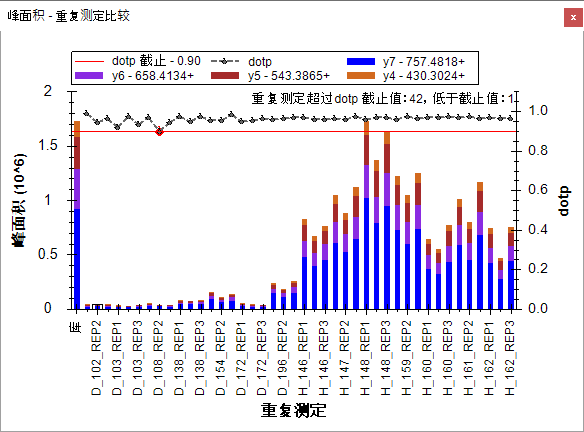 峰面积 - 重复测定比较
x
dotp 截止 - 0.90 dotp y7 - 757.4818+
y6 - 658.4134+ y5 - 543.3865+ y4 - 430.3024+
重复测定超过dotp 截止值:42, 低于截止值:1
2
1.5
1
0.5
0
峰面积 (10^6)
1.0
0.8
0.6
0.4
0.2
0.0
dotp
库
D_102_REP2
D_103_REP1
D_103_REP3
D_108_REP2
D_138_REP1
D_138_REP3
D_154_REP2
D_172_REP1
D_172_REP3
D_196_REP2
H_146_REP1
H_146_REP3
H_147_REP2
H_148_REP1
H_148_REP3
H_159_REP2
H_160_REP1
H_160_REP3
H_161_REP2
H_162_REP1
H_162_REP3
重复测定